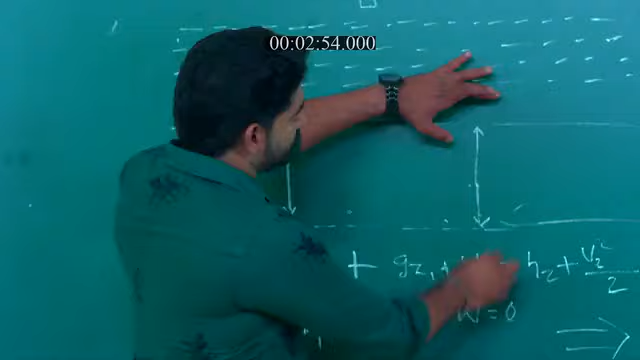 00:02:54.000
+ gz₁ + h₂ + V₂²/2
W = 0